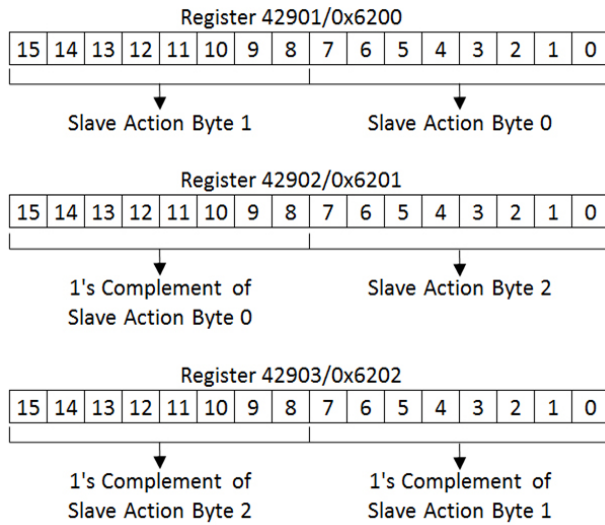 Register 42901/0x6200
15 14 13 12 11 10 9 8 7 6 5 4 3 2 1 0
Slave Action Byte 1 Slave Action Byte 0
Register 42902/0x6201
15 14 13 12 11 10 9 8 7 6 5 4 3 2 1 0
1's Complement of Slave Action Byte 2
Slave Action Byte 0
Register 42903/0x6202
15 14 13 12 11 10 9 8 7 6 5 4 3 2 1 0
1's Complement of 1's Complement of
Slave Action Byte 2 Slave Action Byte 1